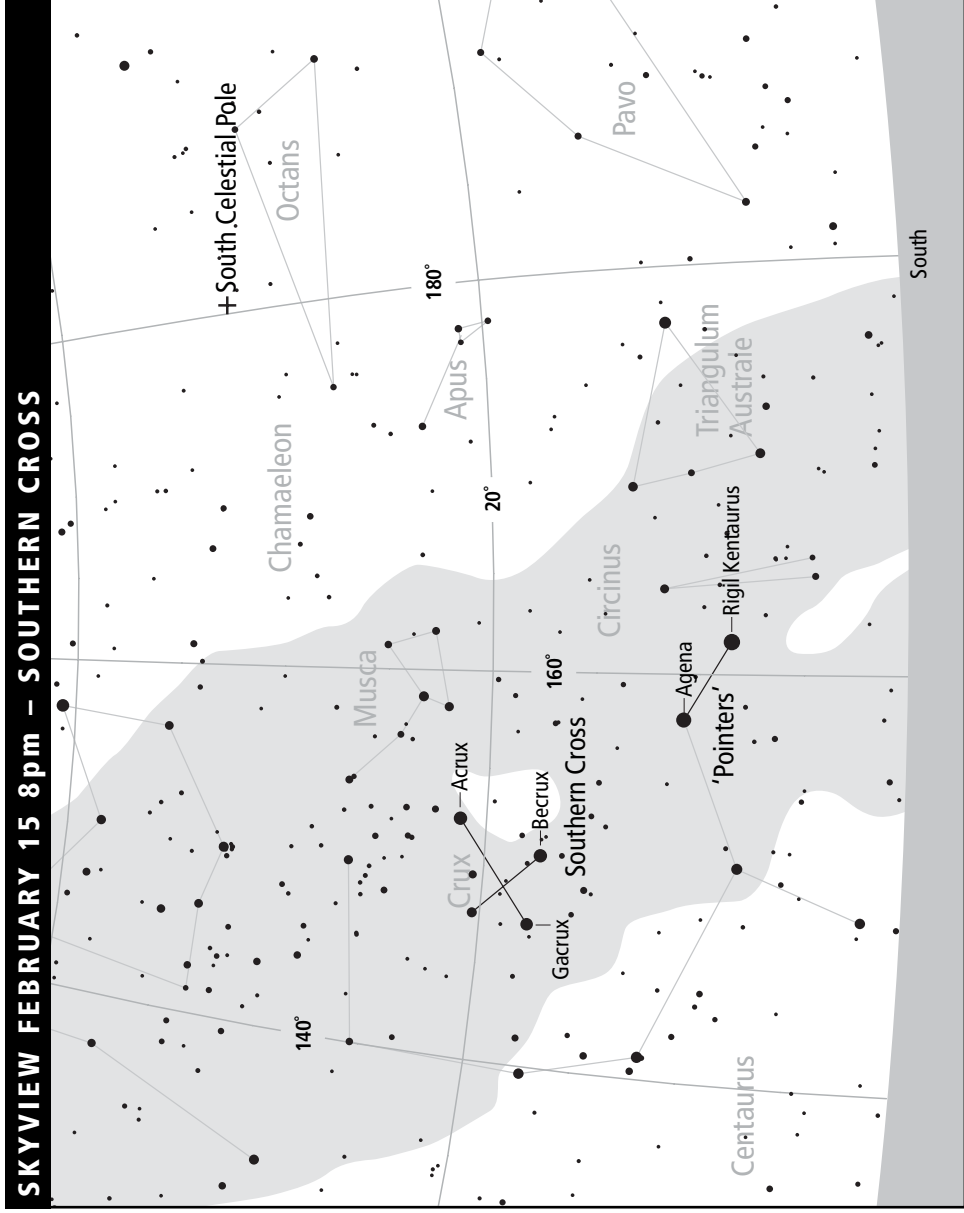 SKYVIEW FEBRUARY 15 8pm – SOUTHERN CROSS
South Celestial Pole
Octans
Pavo
Chamaeleon
180°
Apus
South
Triangulum
Australe
20°
Circinus
Rigil Kentaurus
Musca
160°
Agena
'Pointers'
Acrux
Becrux
Southern Cross
Crux
Gacrux
140°
Centaurus